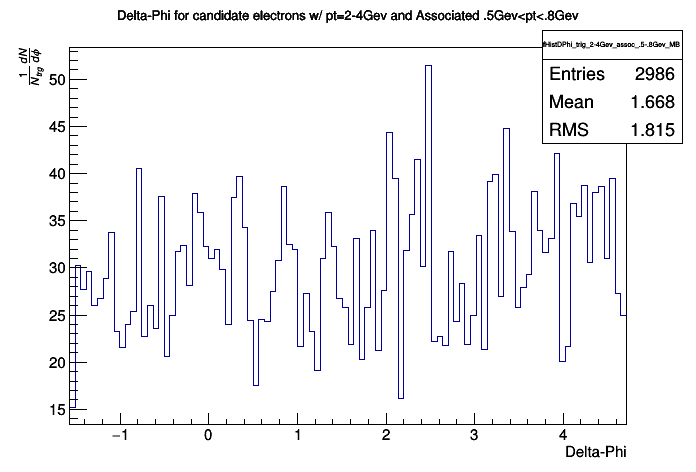 Delta-Phi for candidate electrons w/ pt=2-4Gev and Associated .5Gev<pt<.8Gev
fHistDPhi_trig_2-4Gev_assoc_.5-.8Gev_MB
Entries 2986
Mean 1.668
RMS 1.815
1/N_trg dN/dϕ
50
45
40
35
30
25
20
15
−1 0 1 2 3 4
Delta-Phi